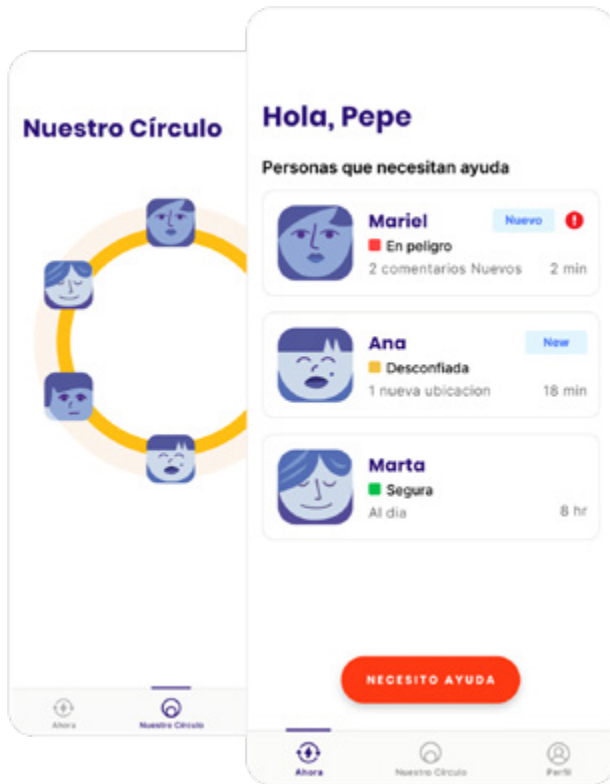 Nuestro Círculo
Ahora
Nuestro Círculo
Hola, Pepe
Personas que necesitan ayuda
Mariel
Nuevo
En peligro
2 comentarios Nuevos
2 min
Ana
New
Desconfiada
1 nueva ubicacion
18 min
Marta
Segura
Al dia
8 hr
NECESITO AYUDA
Ahora
Nuestro Círculo
Perfil